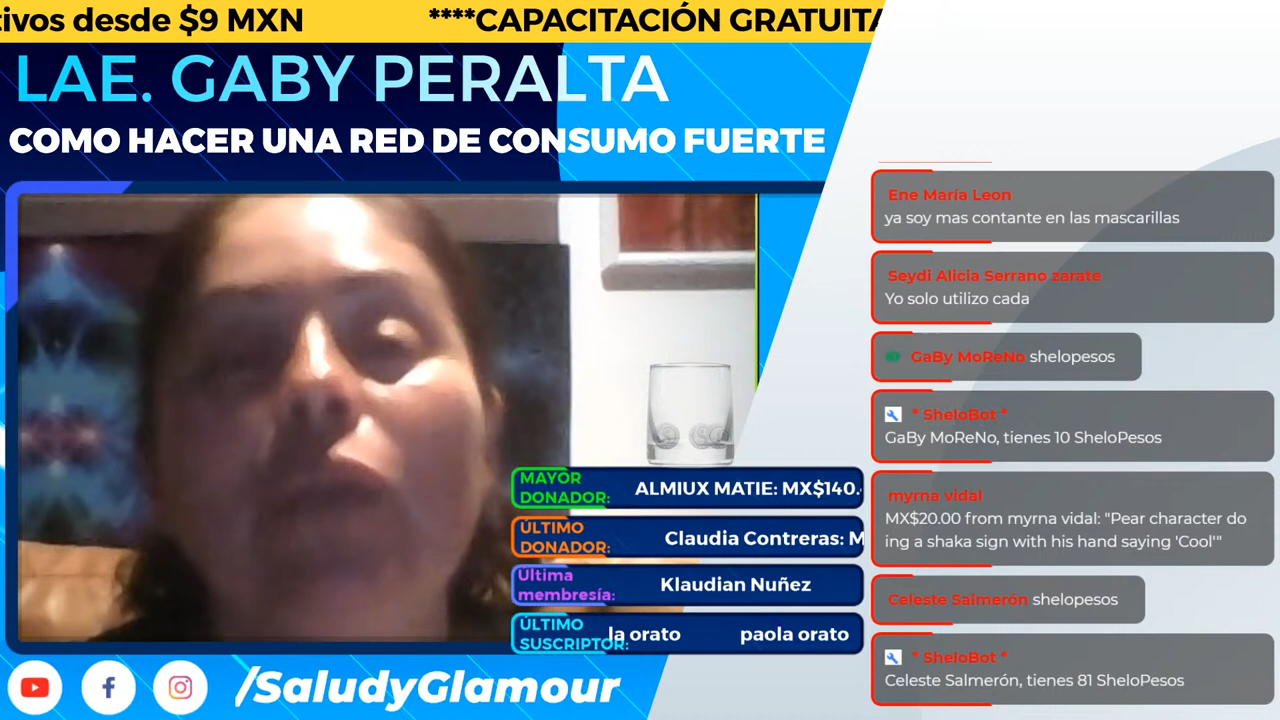 tivos desde $9 MXN ****CAPACITACIÓN GRATUITA
LAE. GABY PERALTA
COMO HACER UNA RED DE CONSUMO FUERTE
MAYOR
DONADOR: ALMIUX MATIE: MX$140.
ÚLTIMO
DONADOR: Claudia Contreras: M
Última
membresía: Klaudian Nuñez
ÚLTIMO
SUSCRIPTOR: la orato paola orato
/SaludyGlamour
Ene María Leon
ya soy mas contante en las mascarillas
Seydi Alicia Serrano zarate
Yo solo utilizo cada
GaBy MoReNo shelopesos
* SheloBot *
GaBy MoReNo, tienes 10 SheloPesos
myrna vidal
MX$20.00 from myrna vidal: "Pear character do
ing a shaka sign with his hand saying 'Cool'"
Celeste Salmerón shelopesos
* SheloBot *
Celeste Salmerón, tienes 81 SheloPesos